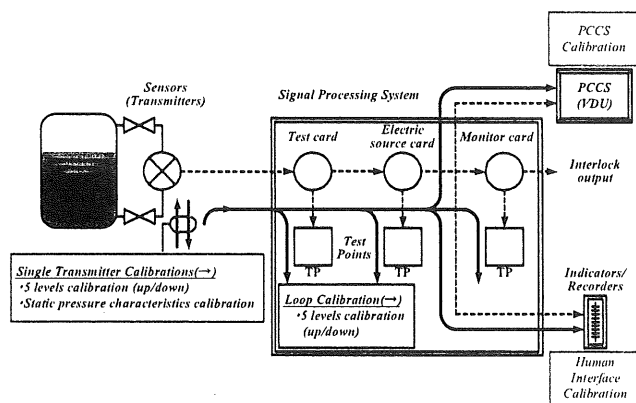 PCCS
Calibration
Sensors
(Transmitters)
Signal Processing System
PCCS
(VDU)
Test card
Electric
source card
Monitor card
Interlock
output
Test
Points
TP
TP
TP
Single Transmitter Calibrations(→)
・5 levels calibration (up/down)
・Static pressure characteristics calibration
Loop Calibration(→)
・5 levels calibration
(up/down)
Indicators/
Recorders
Human
Interface
Calibration